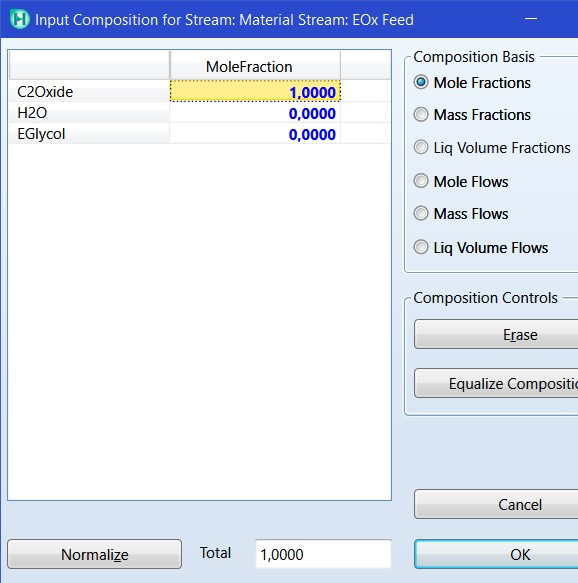 Input Composition for Stream: Material Stream: EOx Feed
MoleFraction
C2Oxide 1,0000
H2O 0,0000
EGlycol 0,0000
Composition Basis
Mole Fractions
Mass Fractions
Liq Volume Fractions
Mole Flows
Mass Flows
Liq Volume Flows
Composition Controls
Erase
Equalize Compositio
Cancel
Normalize Total 1,0000 OK